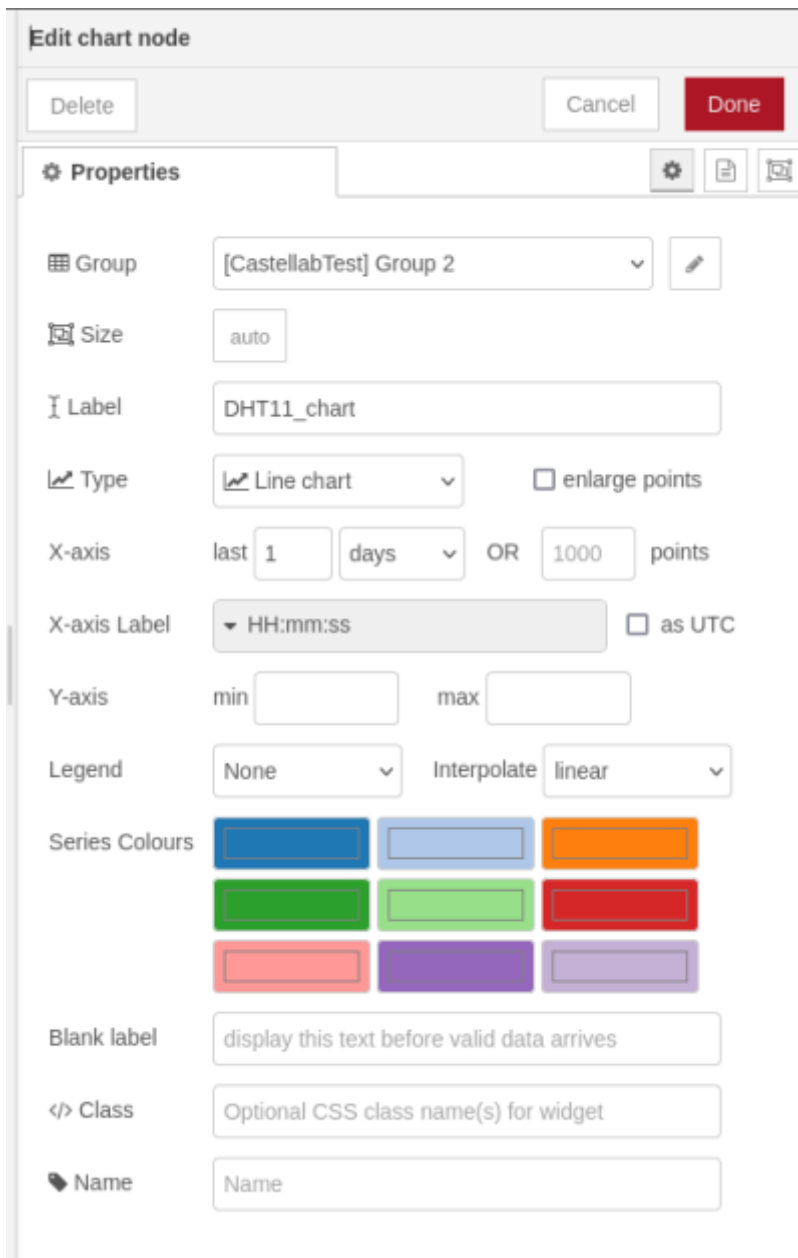 Edit chart node
Delete Cancel Done
Properties
Group [CastellabTest] Group 2
Size auto
Label DHT11_chart
Type Line chart enlarge points
X-axis last 1 days OR 1000 points
X-axis Label HH:mm:ss as UTC
Y-axis min max
Legend None Interpolate linear
Series Colours
Blank label display this text before valid data arrives
</> Class Optional CSS class name(s) for widget
Name Name